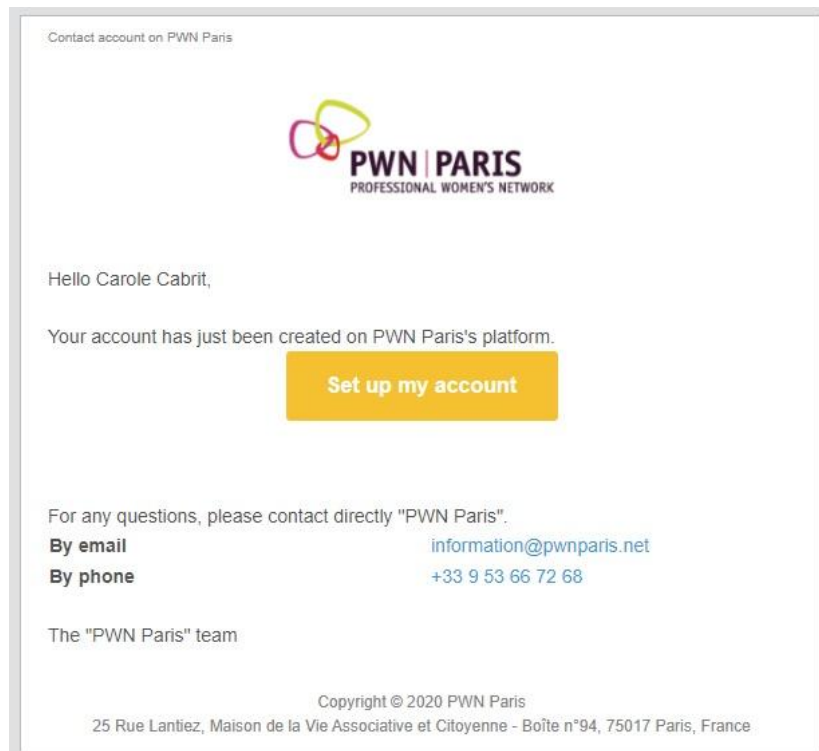 Contact account on PWN Paris
PWN | PARIS
PROFESSIONAL WOMEN'S NETWORK
Hello Carole Cabrit,
Your account has just been created on PWN Paris's platform.
Set up my account
For any questions, please contact directly "PWN Paris".
By email information@pwnparis.net
By phone +33 9 53 66 72 68
The "PWN Paris" team
Copyright © 2020 PWN Paris
25 Rue Lantiez, Maison de la Vie Associative et Citoyenne - Boîte n°94, 75017 Paris, France